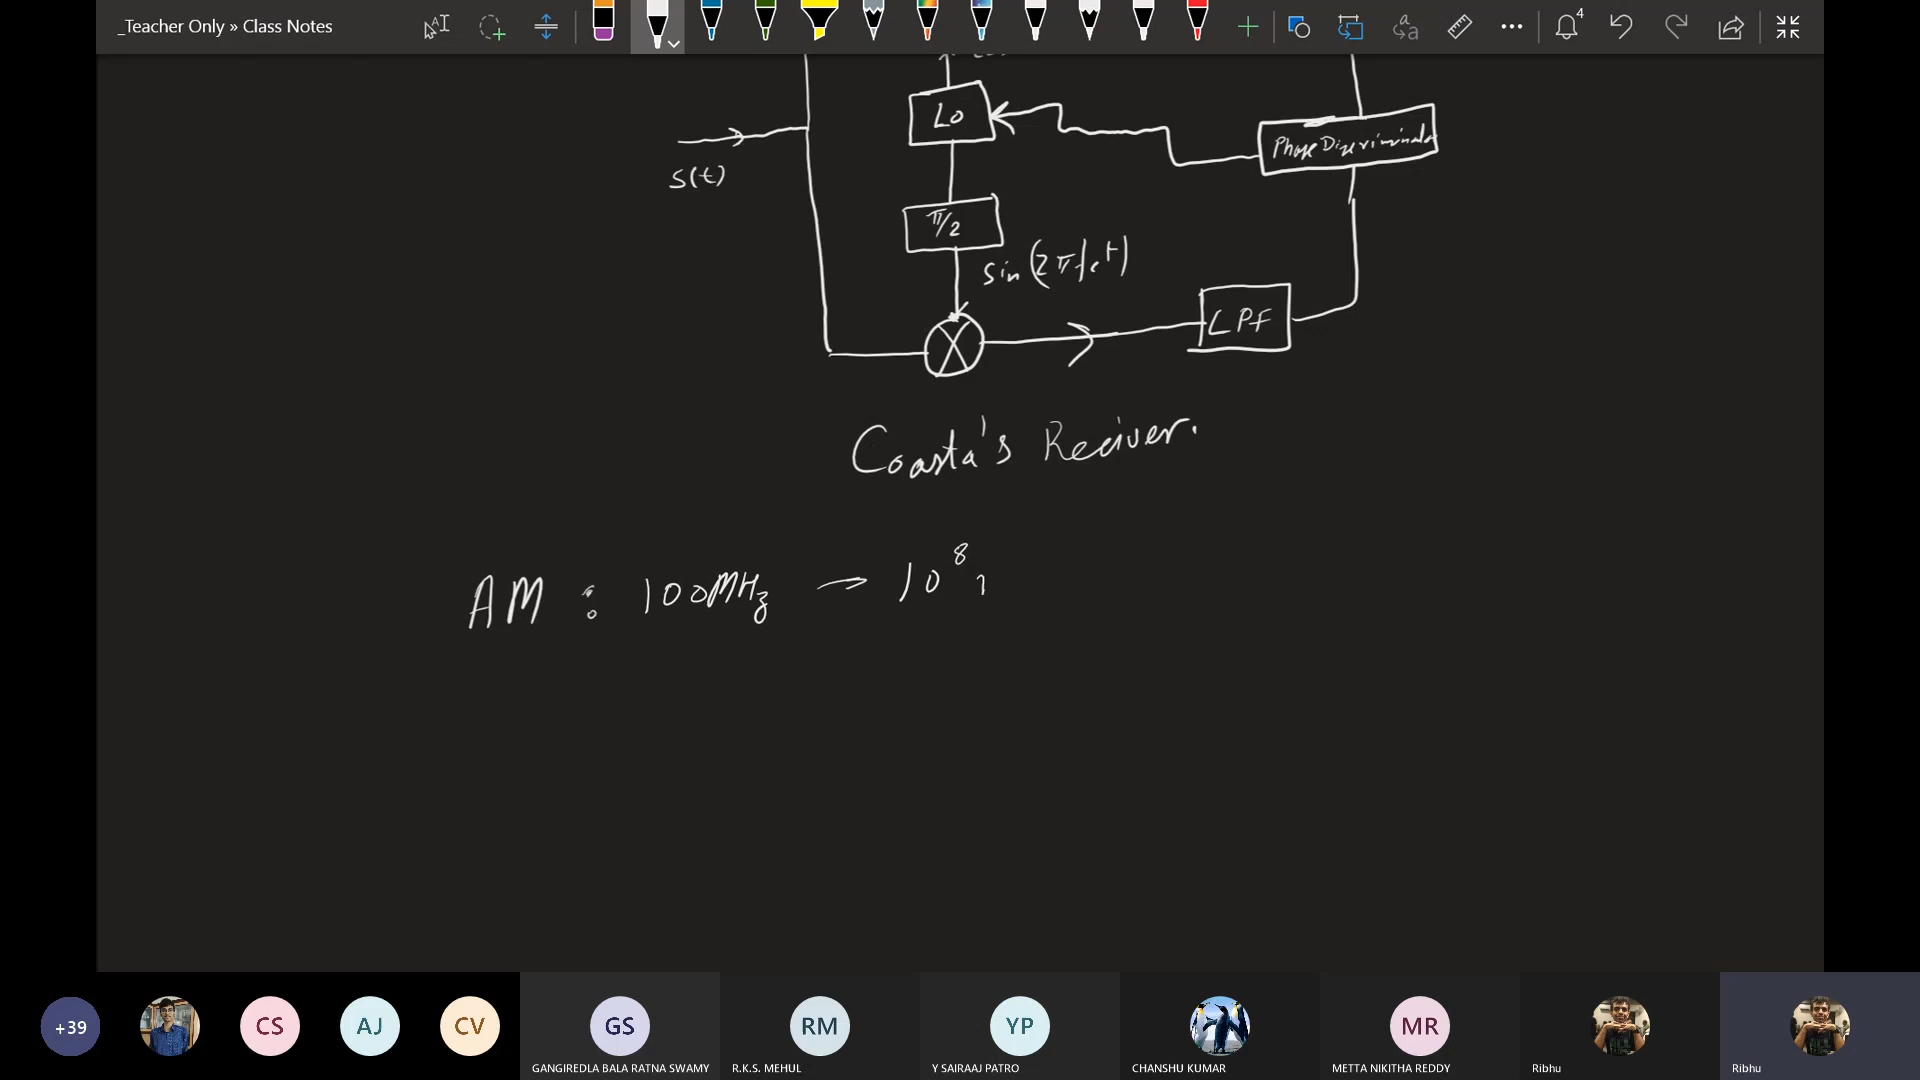 _Teacher Only » Class Notes
4
LO
Phase Discriminator
S(t)
π/2
sin(2πfct)
LPF
Coasta's Reciver.
AM : 100MHz → 10^8
+39
CS
AJ
CV
GS
RM
YP
MR
GANGIREDLA BALA RATNA SWAMY
R.K.S. MEHUL
Y SAIRAAJ PATRO
CHANSHU KUMAR
METTA NIKITHA REDDY
Ribhu
Ribhu